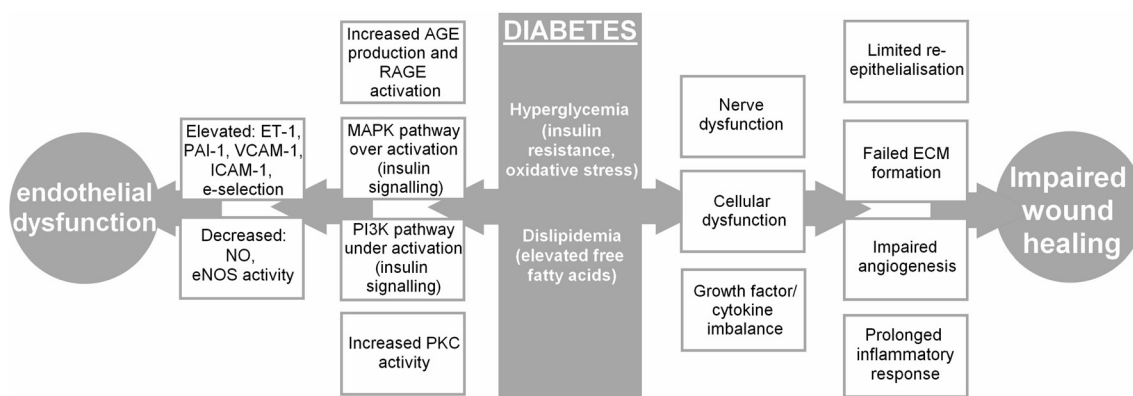 endothelial
dysfunction
Elevated: ET-1,
PAI-1, VCAM-1,
ICAM-1,
e-selection
Decreased:
NO,
eNOS activity
Increased AGE
production and
RAGE
activation
MAPK pathway
over activation
(insulin
signalling)
PI3K pathway
under activation
(insulin
signalling)
Increased PKC
activity
DIABETES
Hyperglycemia
(insulin
resistance,
oxidative stress)
Dislipidemia
(elevated free
fatty acids)
Nerve
dysfunction
Cellular
dysfunction
Growth factor/
cytokine
imbalance
Limited re-
epithelialisation
Failed ECM
formation
Impaired
angiogenesis
Prolonged
inflammatory
response
Impaired
wound
healing